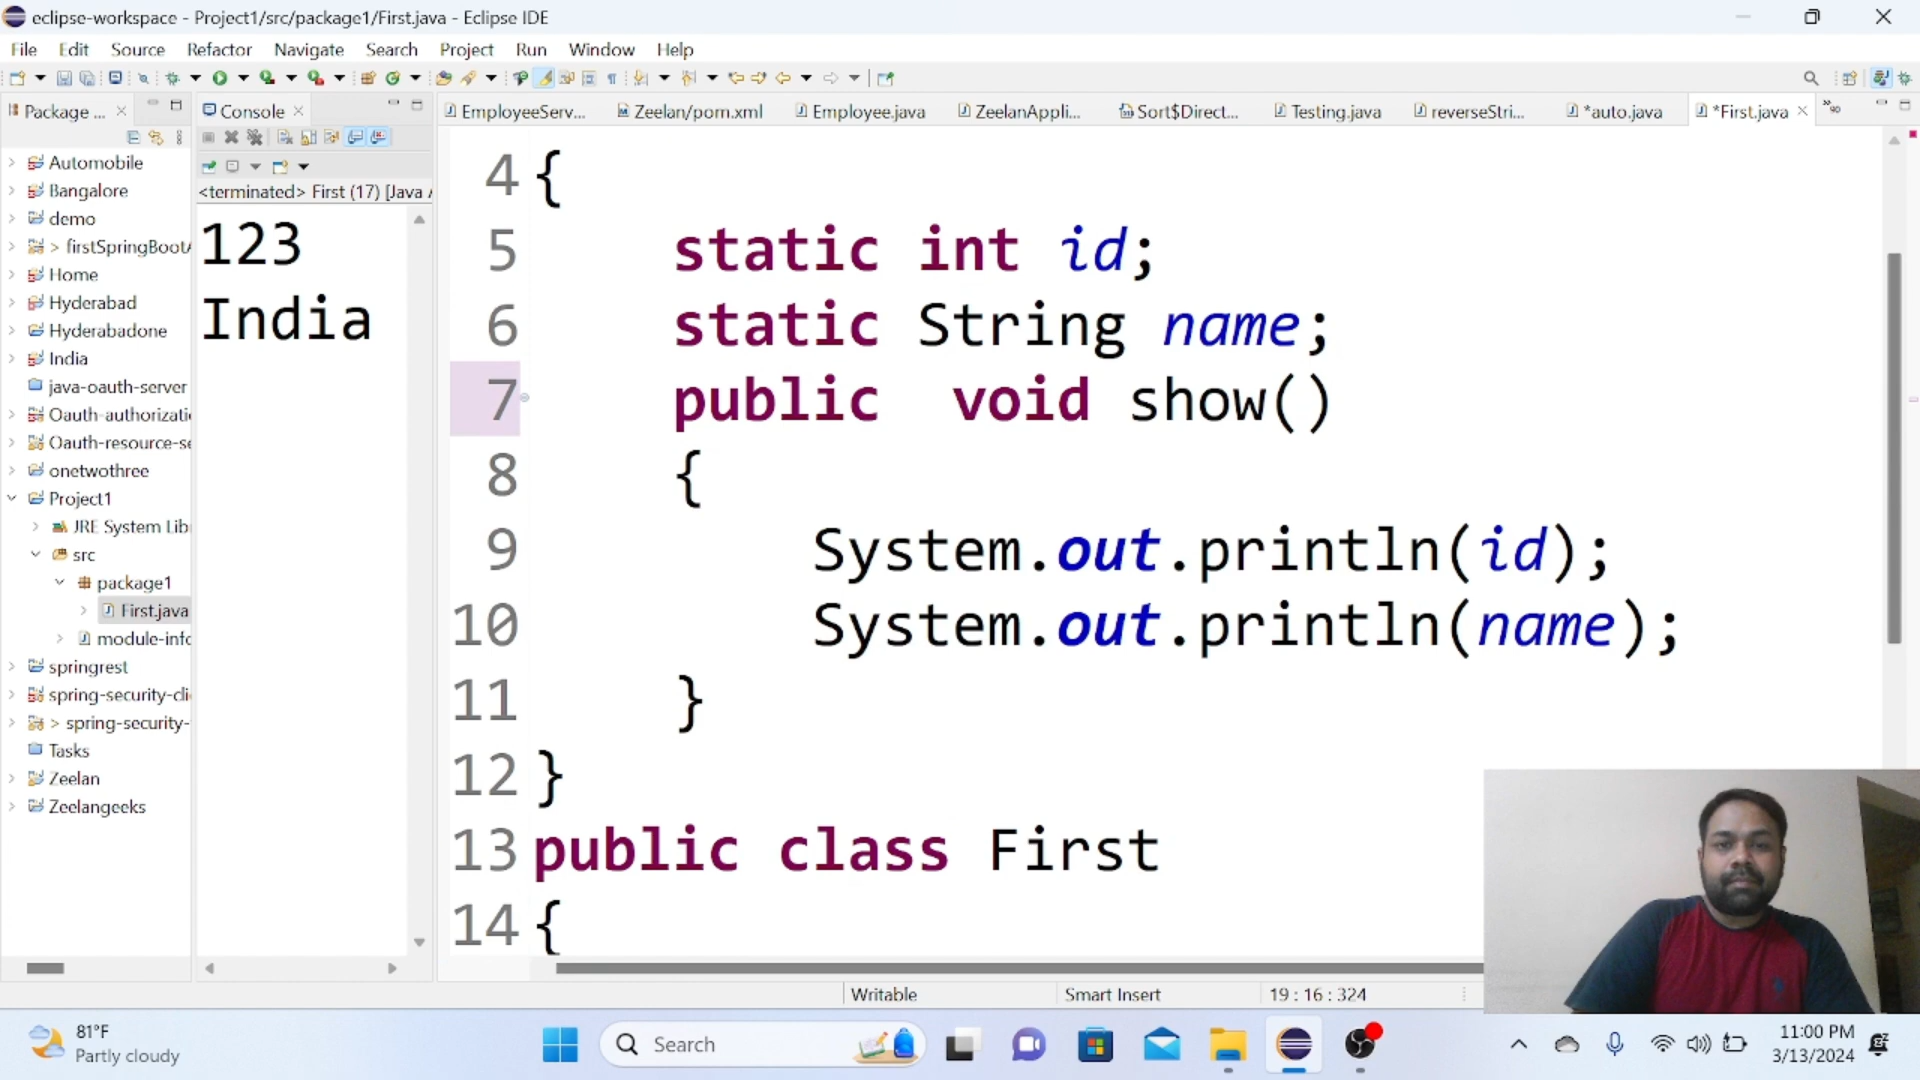 eclipse-workspace - Project1/src/package1/First.java - Eclipse IDE
File Edit Source Refactor Navigate Search Project Run Window Help
Package ...
Console
EmployeeServ...
Zeelan/pom.xml
Employee.java
ZeelanAppli...
Sort$Direct...
Testing.java
reverseStri...
*auto.java
*First.java
»90
Automobile
Bangalore
demo
> firstSpringBootA
Home
Hyderabad
Hyderabadone
India
java-oauth-server
Oauth-authorizati
Oauth-resource-se
onetwothree
Project1
JRE System Lib
src
package1
First.java
module-info
springrest
spring-security-cli
> spring-security-
Tasks
Zeelan
Zeelangeeks
<terminated> First (17) [Java A
123
India
4 {
5 static int id;
6 static String name;
7 public  void show()
8 {
9 System.out.println(id);
10 System.out.println(name);
11 }
12 }
13 public class First
14 {
Writable
Smart Insert
19 : 16 : 324
81°F
Partly cloudy
Search
11:00 PM
3/13/2024